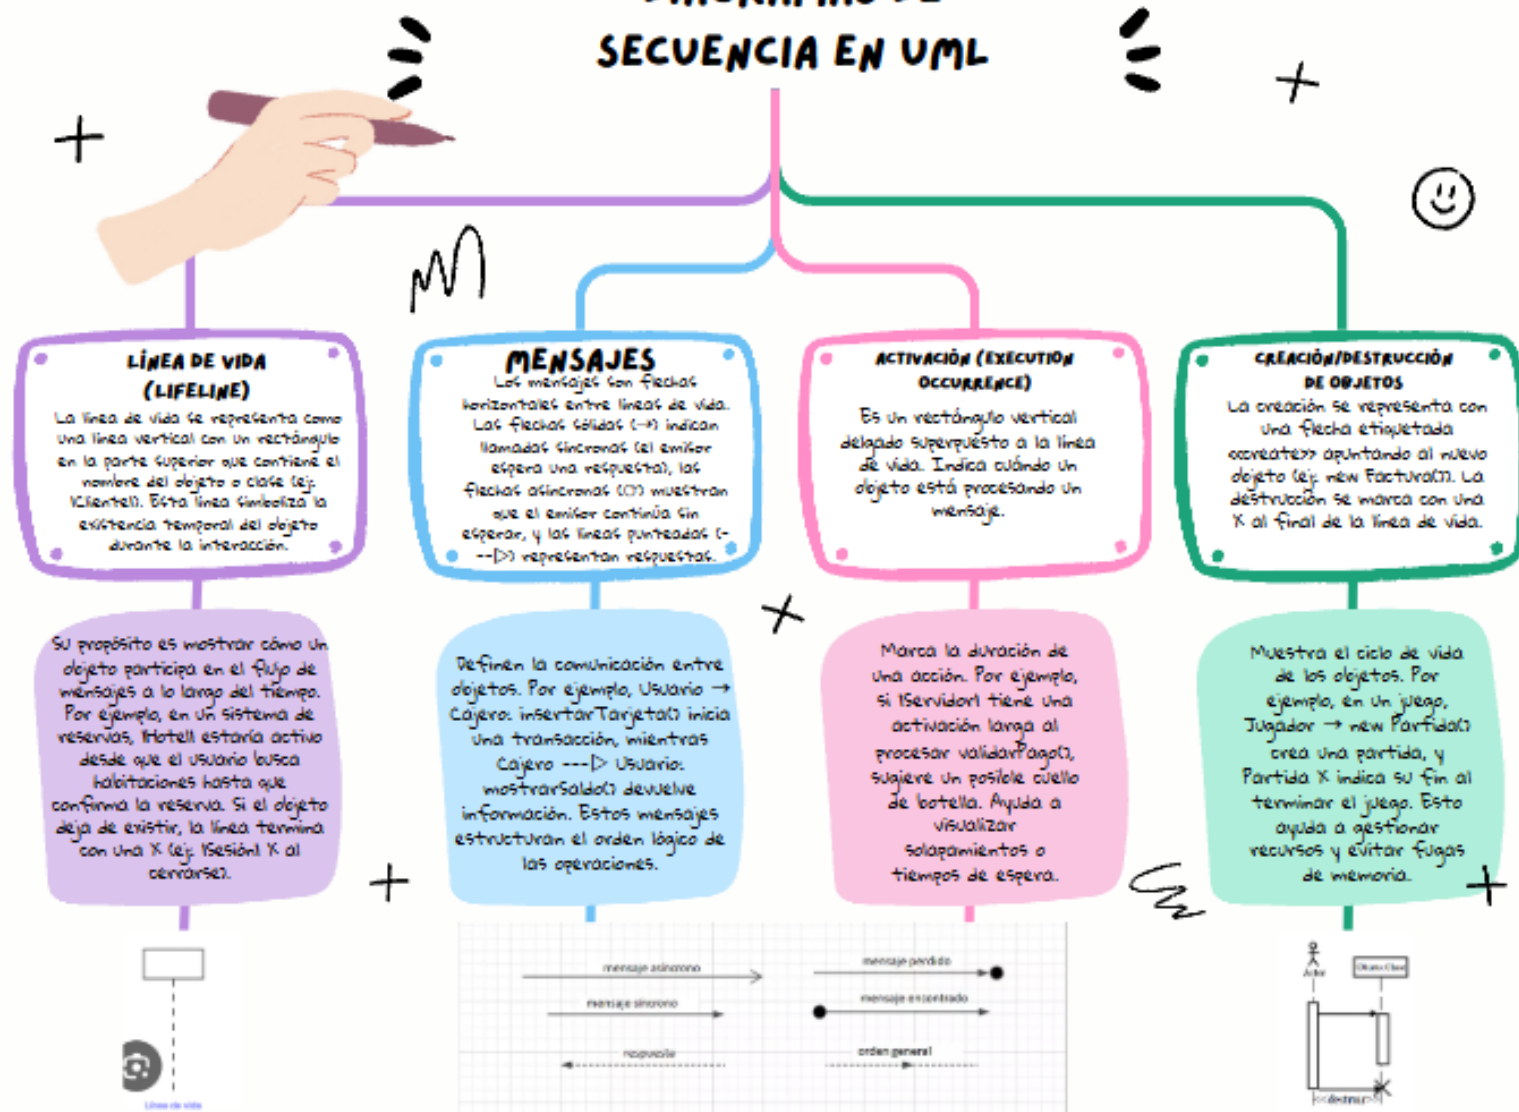 DIAGRAMAS DE
SECUENCIA EN UML
LÍNEA DE VIDA
(LIFELINE)
La línea de vida se representa como
una línea vertical con un rectángulo
en la parte superior que contiene el
nombre del objeto o clase (ej:
|Cliente|). Esta línea simboliza la
existencia temporal del objeto
durante la interacción.
MENSAJES
Los mensajes son flechas
horizontales entre líneas de vida.
Las flechas sólidas (→) indican
llamadas síncronas (el emisor
espera una respuesta), las
flechas asíncronas (○) muestran
que el emisor continúa sin
esperar, y las líneas punteadas (-
--▷) representan respuestas.
ACTIVACIÓN (EXECUTION
OCCURRENCE)
Es un rectángulo vertical
delgado superpuesto a la línea
de vida. Indica cuándo un
objeto está procesando un
mensaje.
CREACIÓN/DESTRUCCIÓN
DE OBJETOS
La creación se representa con
una flecha etiquetada
<<create>> apuntando al nuevo
objeto (ej: new Factura()). La
destrucción se marca con una
X al final de la línea de vida.
Su propósito es mostrar cómo un
objeto participa en el flujo de
mensajes a lo largo del tiempo.
Por ejemplo, en un sistema de
reservas, |Hotel| estaría activo
desde que el usuario busca
habitaciones hasta que
confirma la reserva. Si el objeto
deja de existir, la línea termina
con una X (ej: |Sesión| X al
cerrarse).
Definen la comunicación entre
objetos. Por ejemplo, Usuario →
Cajero: insertarTarjeta() inicia
una transacción, mientras
Cajero ---▷ Usuario:
mostrarSaldo() devuelve
información. Estos mensajes
estructuran el orden lógico de
las operaciones.
Marca la duración de
una acción. Por ejemplo,
si |Servidor| tiene una
activación larga al
procesar validarPago(),
sugiere un posible cuello
de botella. Ayuda a
visualizar
solapamientos o
tiempos de espera.
Muestra el ciclo de vida
de los objetos. Por
ejemplo, en un juego,
Jugador → new Partida()
crea una partida, y
Partida X indica su fin al
terminar el juego. Esto
ayuda a gestionar
recursos y evitar fugas
de memoria.
Línea de vida
mensaje asíncrono
mensaje síncrono
respuesta
mensaje perdido
mensaje encontrado
orden general
Actor
<<destruir>>